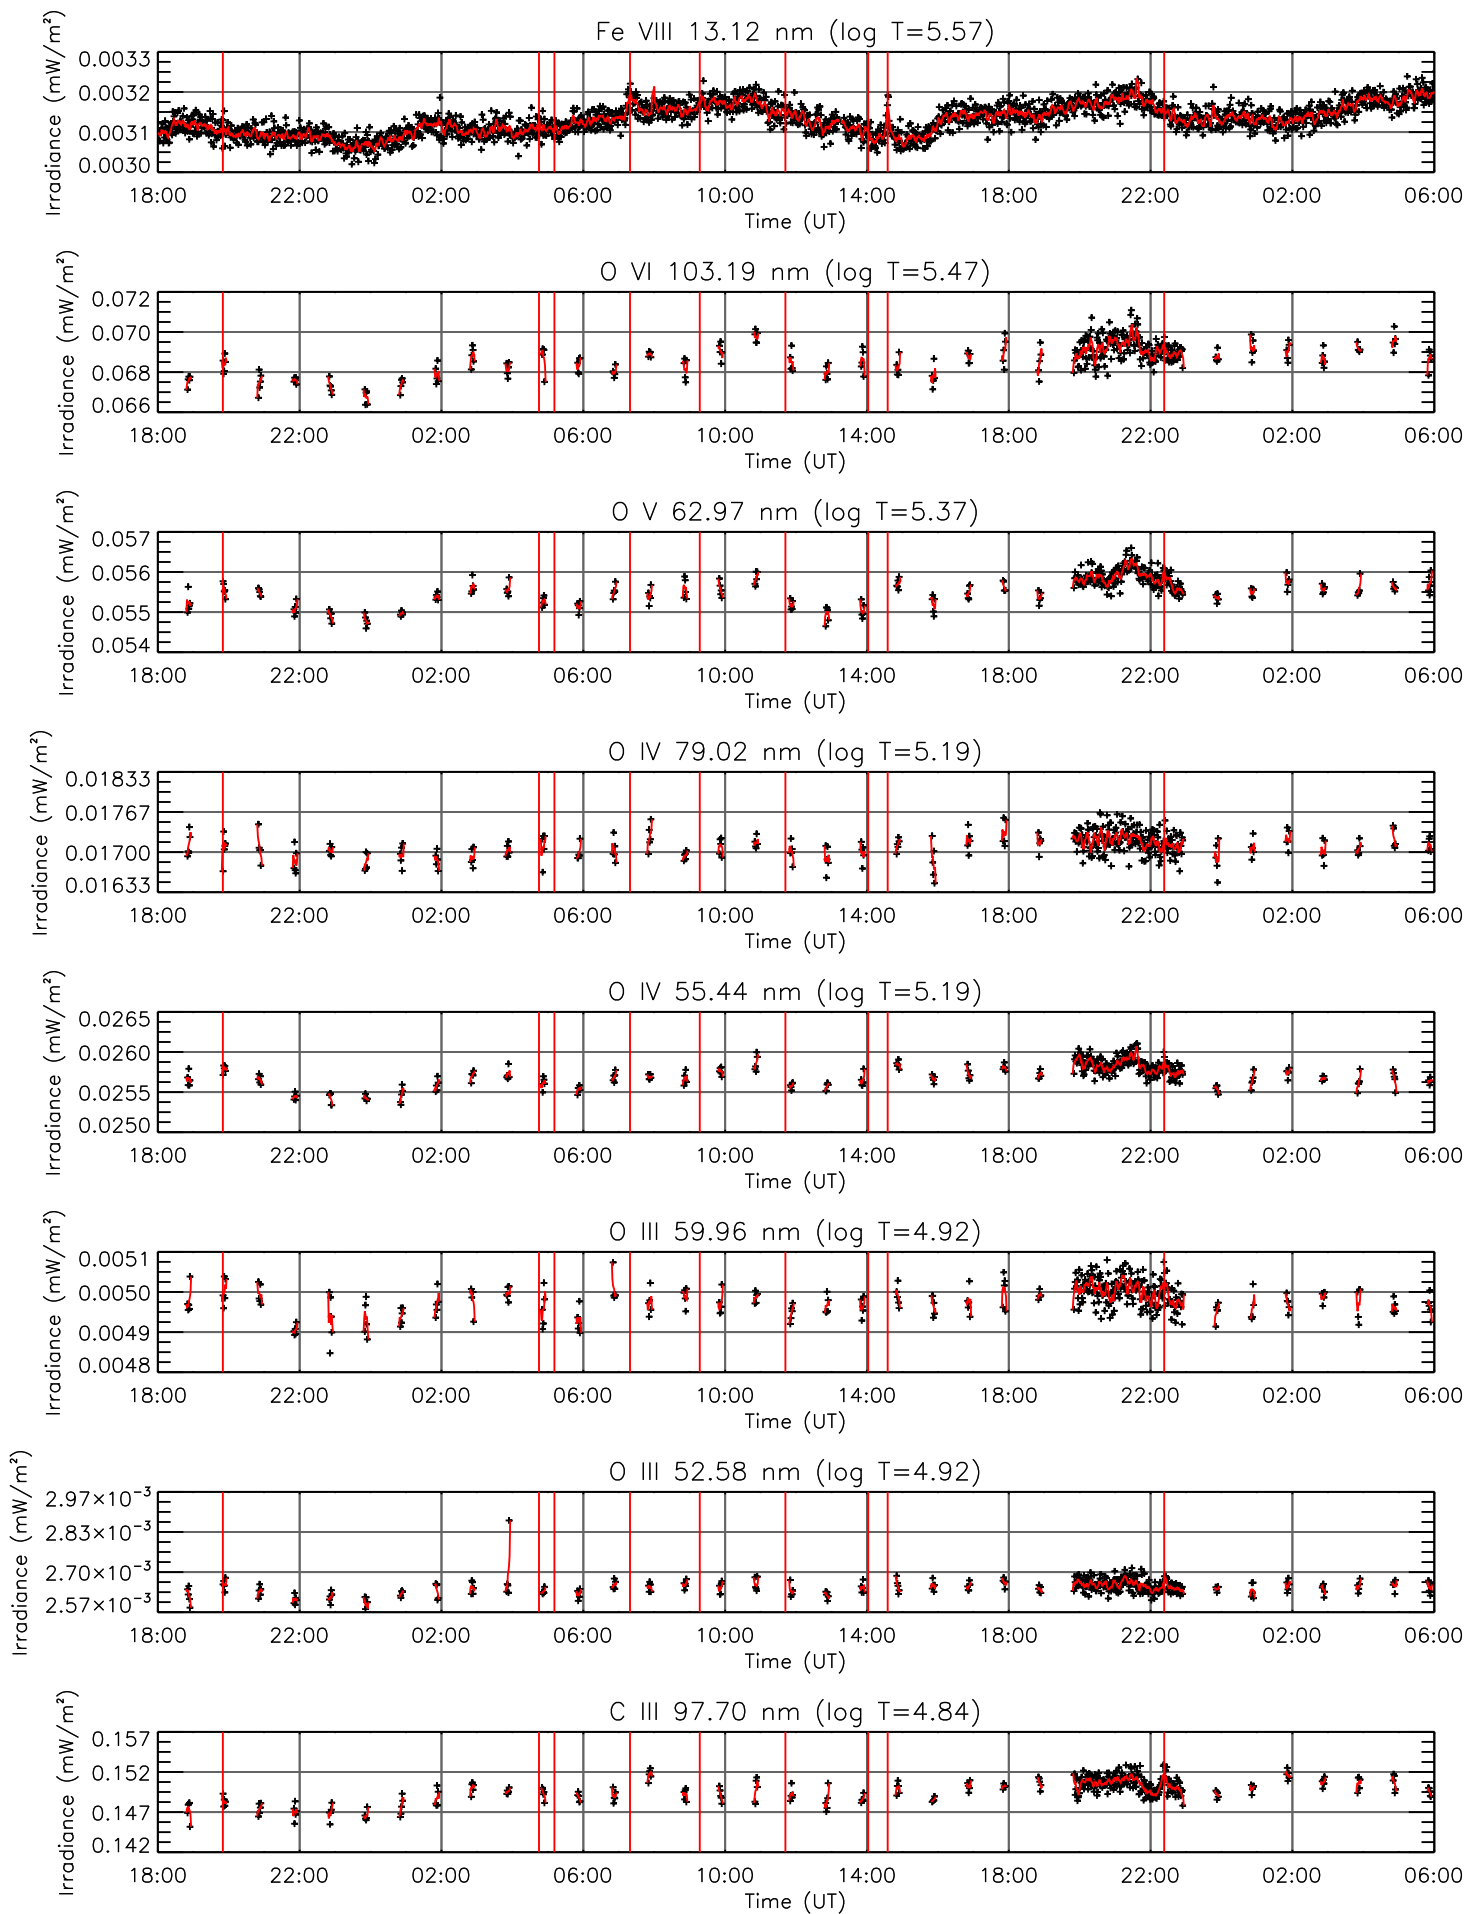 Fe VIII 13.12 nm (log T=5.57)
Irradiance (mW/m²)
0.0033
0.0032
0.0031
0.0030
18:00 22:00 02:00 06:00 10:00 14:00 18:00 22:00 02:00 06:00
Time (UT)
O VI 103.19 nm (log T=5.47)
Irradiance (mW/m²)
0.072
0.070
0.068
0.066
18:00 22:00 02:00 06:00 10:00 14:00 18:00 22:00 02:00 06:00
Time (UT)
O V 62.97 nm (log T=5.37)
Irradiance (mW/m²)
0.057
0.056
0.055
0.054
18:00 22:00 02:00 06:00 10:00 14:00 18:00 22:00 02:00 06:00
Time (UT)
O IV 79.02 nm (log T=5.19)
Irradiance (mW/m²)
0.01833
0.01767
0.01700
0.01633
18:00 22:00 02:00 06:00 10:00 14:00 18:00 22:00 02:00 06:00
Time (UT)
O IV 55.44 nm (log T=5.19)
Irradiance (mW/m²)
0.0265
0.0260
0.0255
0.0250
18:00 22:00 02:00 06:00 10:00 14:00 18:00 22:00 02:00 06:00
Time (UT)
O III 59.96 nm (log T=4.92)
Irradiance (mW/m²)
0.0051
0.0050
0.0049
0.0048
18:00 22:00 02:00 06:00 10:00 14:00 18:00 22:00 02:00 06:00
Time (UT)
O III 52.58 nm (log T=4.92)
Irradiance (mW/m²)
2.97×10⁻³
2.83×10⁻³
2.70×10⁻³
2.57×10⁻³
18:00 22:00 02:00 06:00 10:00 14:00 18:00 22:00 02:00 06:00
Time (UT)
C III 97.70 nm (log T=4.84)
Irradiance (mW/m²)
0.157
0.152
0.147
0.142
18:00 22:00 02:00 06:00 10:00 14:00 18:00 22:00 02:00 06:00
Time (UT)